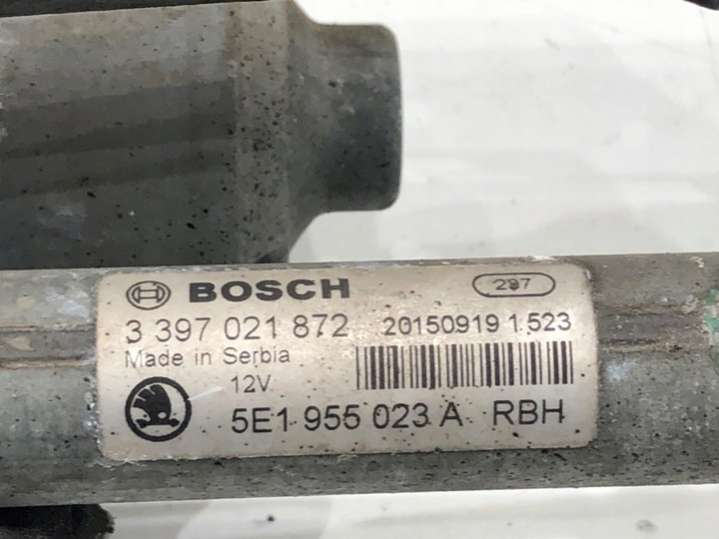 BOSCH 297
3 397 021 872 20150919 1.523
Made in Serbia
12V
5E1 955 023 A RBH